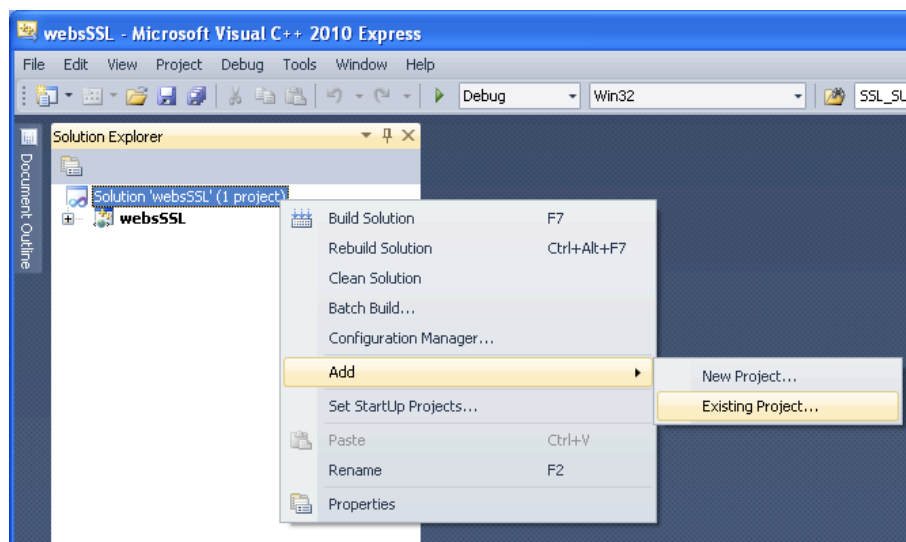 websSSL - Microsoft Visual C++ 2010 Express
File Edit View Project Debug Tools Window Help
Debug Win32 SSL_SU
Solution Explorer
Document Outline
Solution 'websSSL' (1 project)
websSSL
Build Solution F7
Rebuild Solution Ctrl+Alt+F7
Clean Solution
Batch Build...
Configuration Manager...
Add
New Project...
Set StartUp Projects...
Existing Project...
Paste Ctrl+V
Rename F2
Properties